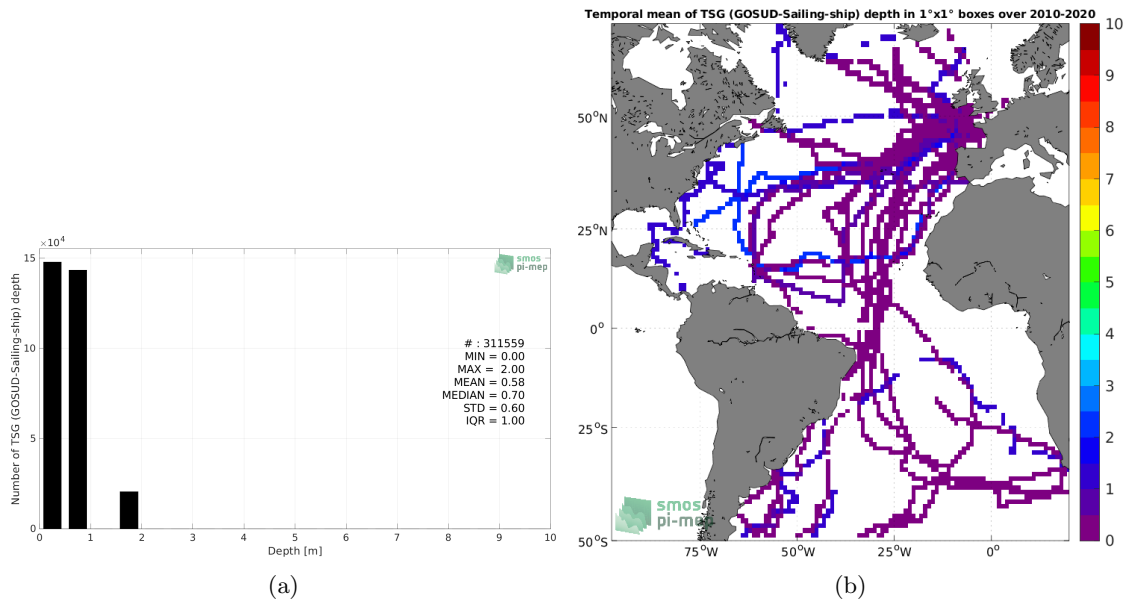 ×10⁴
15
10
5
0
Number of TSG (GOSUD-Sailing-ship) depth
0 1 2 3 4 5 6 7 8 9 10
Depth [m]
smos
pi-mep
# : 311559
MIN = 0.00
MAX = 2.00
MEAN = 0.58
MEDIAN = 0.70
STD = 0.60
IQR = 1.00
(a)
Temporal mean of TSG (GOSUD-Sailing-ship) depth in 1°x1° boxes over 2010-2020
50°N
25°N
0°
25°S
50°S
75°W 50°W 25°W 0°
smos
pi-mep
10
9
8
7
6
5
4
3
2
1
0
(b)